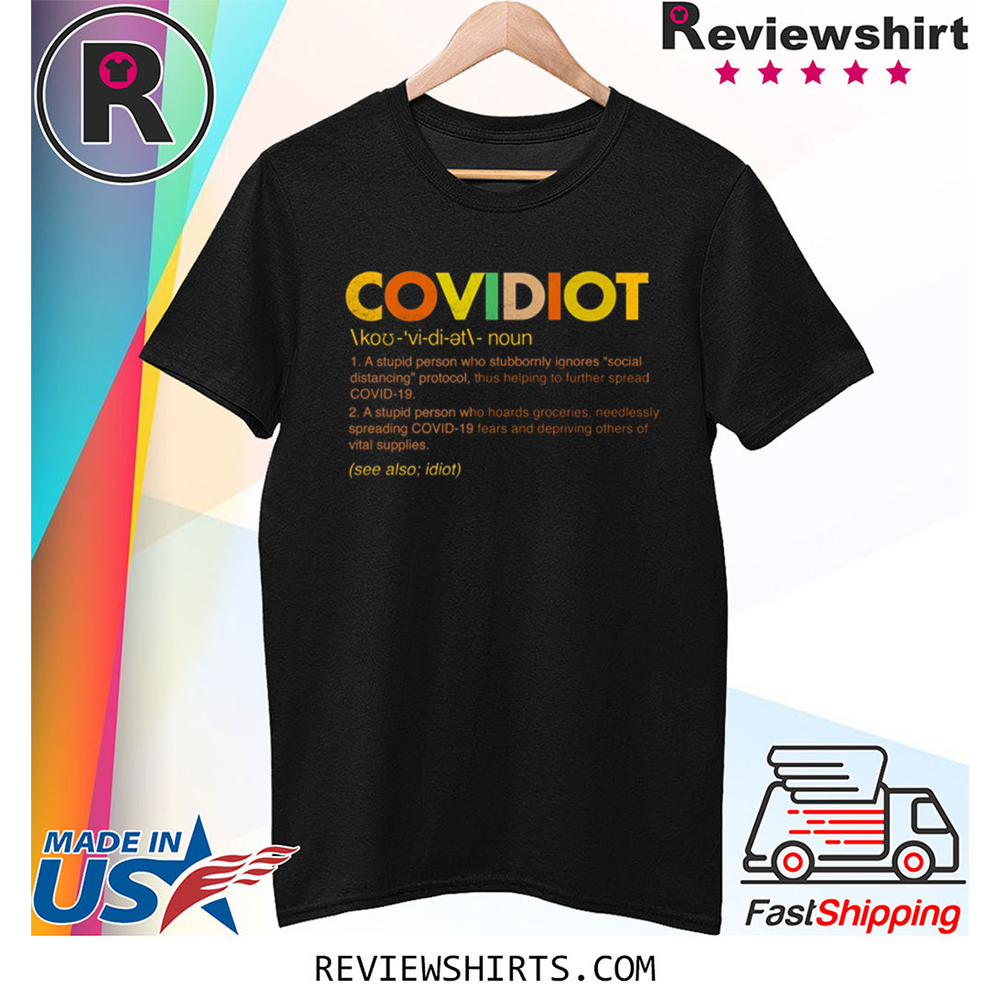 R
Reviewshirt
COVIDIOT
\koʊ-'vi-di-ət\- noun
1. A stupid person who stubbornly ignores "social
distancing" protocol, thus helping to further spread
COVID-19.
2. A stupid person who hoards groceries, needlessly
spreading COVID-19 fears and depriving others of
vital supplies.
(see also; idiot)
MADE IN
USA
FastShipping
REVIEWSHIRTS.COM